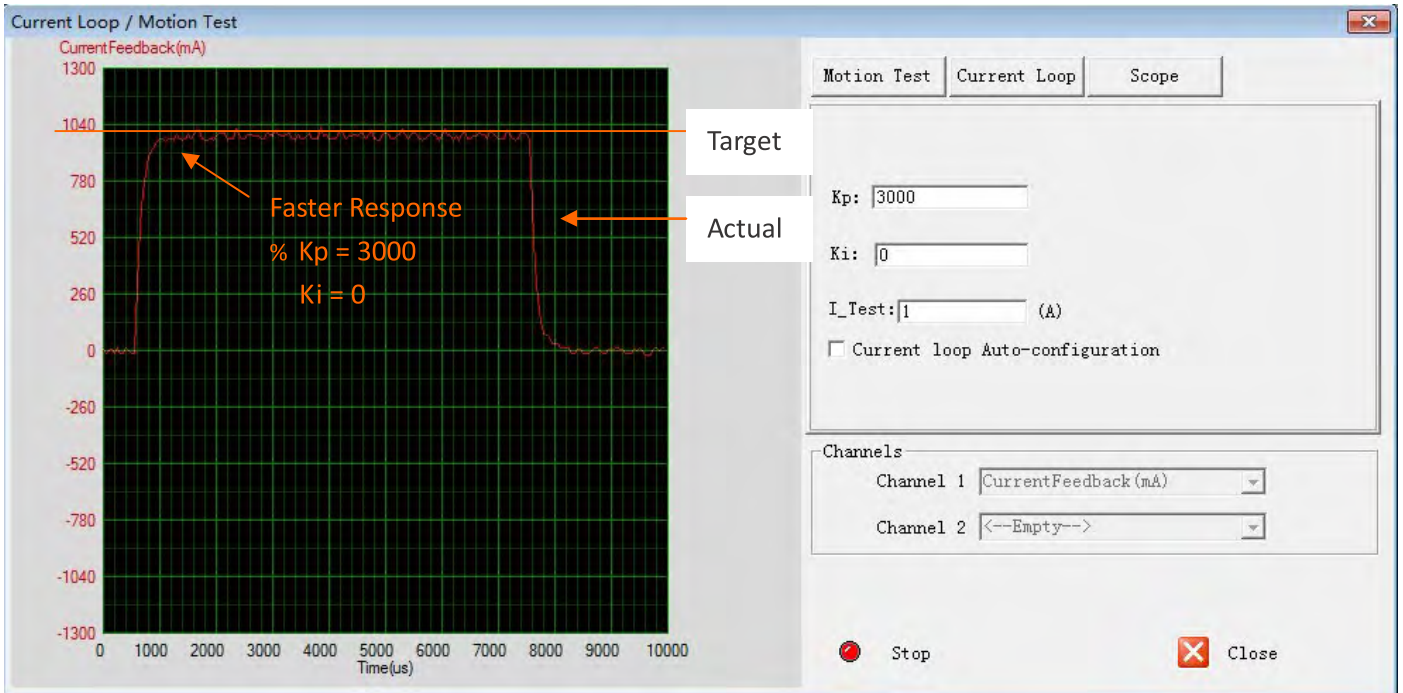 Current Loop / Motion Test
CurrentFeedback(mA)
1300
1040
780
520
260
0
-260
-520
-780
-1040
-1300
0 1000 2000 3000 4000 5000 6000 7000 8000 9000 10000
Time(us)
Faster Response
% Kp = 3000
Ki = 0
Target
Actual
Motion Test Current Loop Scope
Kp: 3000
Ki: 0
I_Test: 1 (A)
Current loop Auto-configuration
Channels
Channel 1 CurrentFeedback(mA)
Channel 2 <--Empty-->
Stop Close